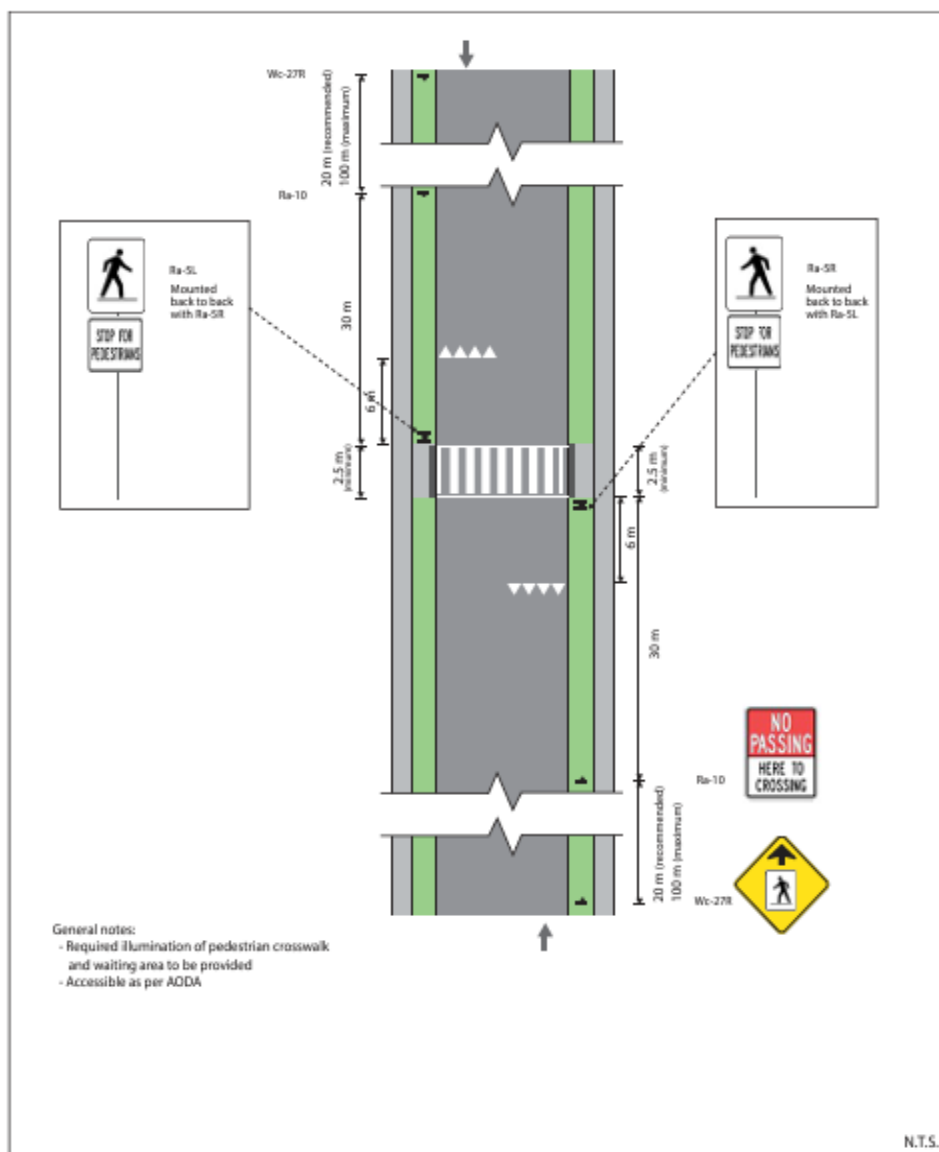 Wc-27R
20 m (recommended)
100 m (maximum)
Ra-10
30 m
6 m
2.5 m
(minimum)
STOP FOR
PEDESTRIANS
Ra-5L
Mounted
back to back
with Ra-5R
STOP FOR
PEDESTRIANS
Ra-5R
Mounted
back to back
with Ra-5L
2.5 m
(minimum)
6 m
30 m
Ra-10
NO
PASSING
HERE TO
CROSSING
20 m (recommended)
100 m (maximum)
Wc-27R
General notes:
- Required illumination of pedestrian crosswalk
and waiting area to be provided
- Accessible as per AODA
N.T.S.